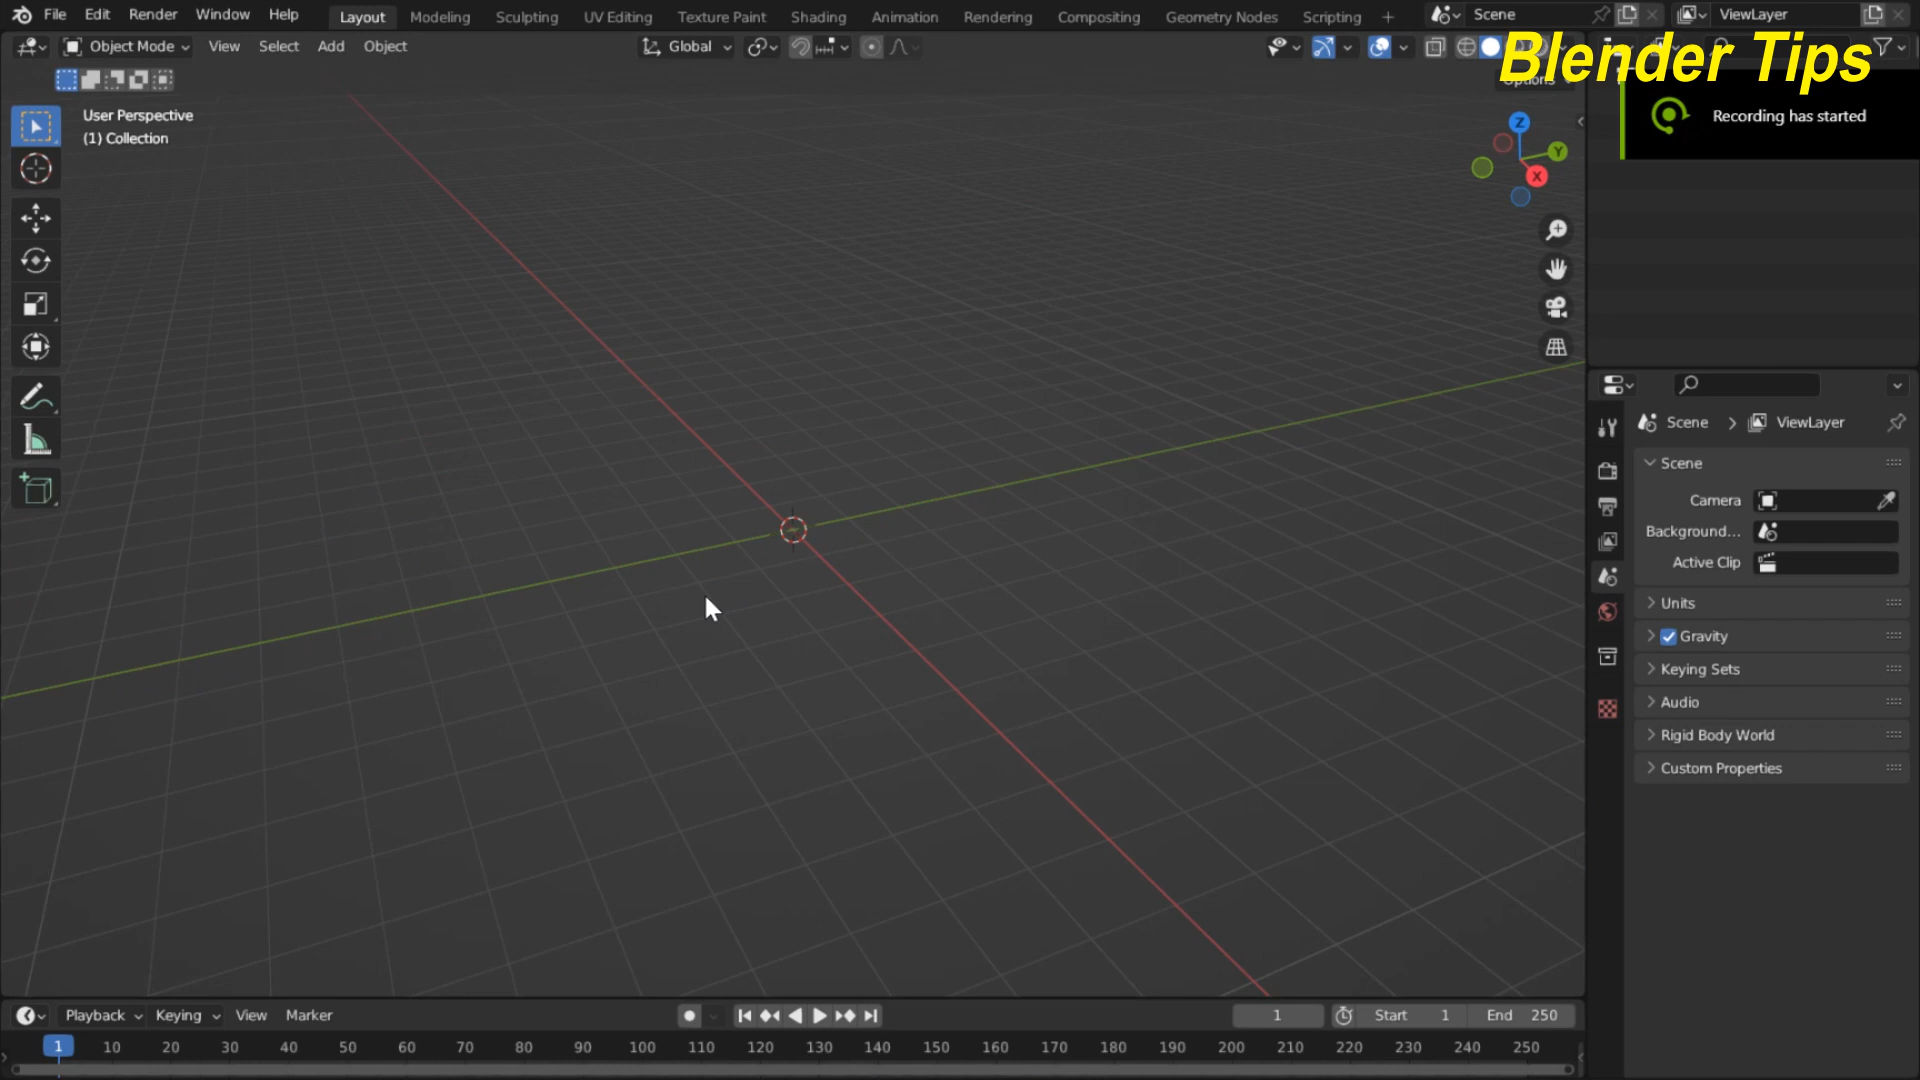 File Edit Render Window Help Layout Modeling Sculpting UV Editing Texture Paint Shading Animation Rendering Compositing Geometry Nodes Scripting + Scene ViewLayer
Object Mode View Select Add Object Global
Blender Tips
Options
User Perspective
(1) Collection
Recording has started
Z
Y
X
Scene > ViewLayer
Scene
Camera
Background...
Active Clip
Units
Gravity
Keying Sets
Audio
Rigid Body World
Custom Properties
Playback Keying View Marker 1 Start 1 End 250
1 10 20 30 40 50 60 70 80 90 100 110 120 130 140 150 160 170 180 190 200 210 220 230 240 250